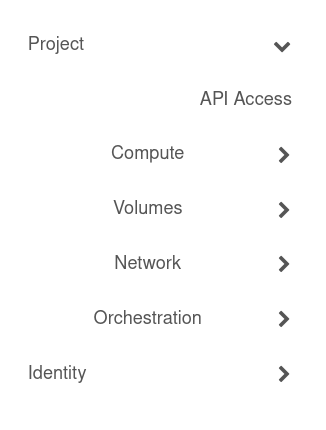 Project
API Access
Compute
Volumes
Network
Orchestration
Identity